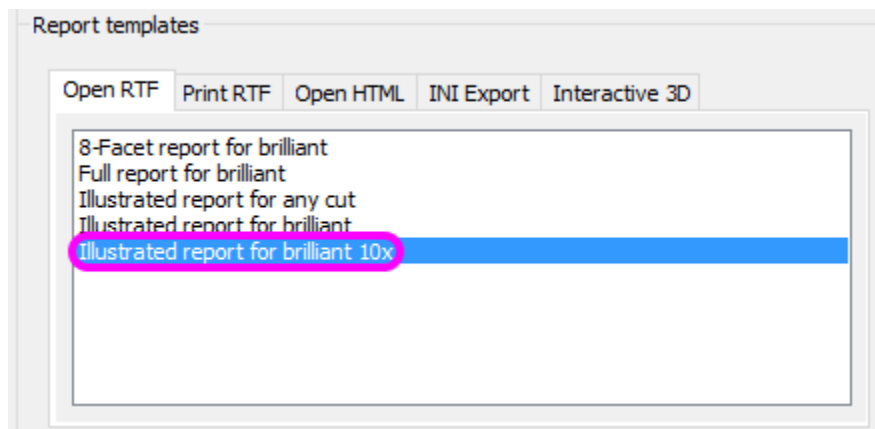 Report templates
Open RTF Print RTF Open HTML INI Export Interactive 3D
8-Facet report for brilliant
Full report for brilliant
Illustrated report for any cut
Illustrated report for brilliant
Illustrated report for brilliant 10x